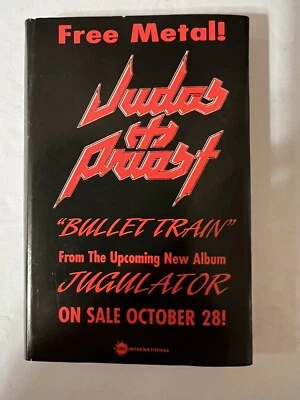 Free Metal!
Judas
Priest
"BULLET TRAIN"
From The Upcoming New Album
JUGULATOR
ON SALE OCTOBER 28!
INTERNATIONAL